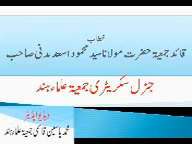 خطاب
قائد جمعیۃ حضرت مولانا سید محمود اسعد مدنی صاحب
جنرل سکریٹری جمعیۃ علماء ہند
محمد یاسین قاسمی جمعیۃ علماء ہند